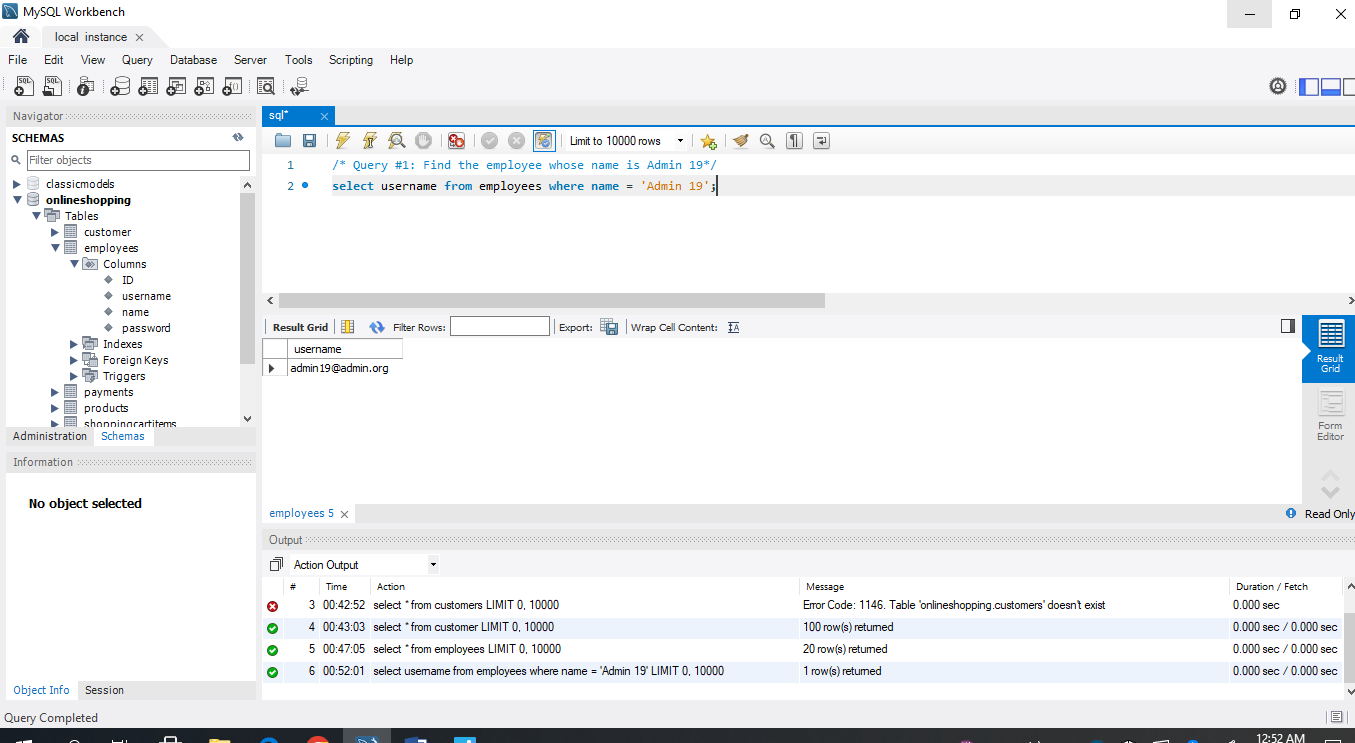 MySQL Workbench
local instance
File Edit View Query Database Server Tools Scripting Help
Navigator
SCHEMAS
Filter objects
classicmodels
onlineshopping
Tables
customer
employees
Columns
ID
username
name
password
Indexes
Foreign Keys
Triggers
payments
products
shoppingcartitems
Administration Schemas
Information
No object selected
Object Info Session
sql*
Limit to 10000 rows
1 /* Query #1: Find the employee whose name is Admin 19*/
2 select username from employees where name = 'Admin 19';
Result Grid Filter Rows: Export: Wrap Cell Content:
username
admin19@admin.org
Result
Grid
Form
Editor
employees 5
Read Only
Output
Action Output
# Time Action Message Duration / Fetch
3 00:42:52 select * from customers LIMIT 0, 10000 Error Code: 1146. Table 'onlineshopping.customers' doesn't exist 0.000 sec
4 00:43:03 select * from customer LIMIT 0, 10000 100 row(s) returned 0.000 sec / 0.000 sec
5 00:47:05 select * from employees LIMIT 0, 10000 20 row(s) returned 0.000 sec / 0.000 sec
6 00:52:01 select username from employees where name = 'Admin 19' LIMIT 0, 10000 1 row(s) returned 0.000 sec / 0.000 sec
Query Completed
12:52 AM